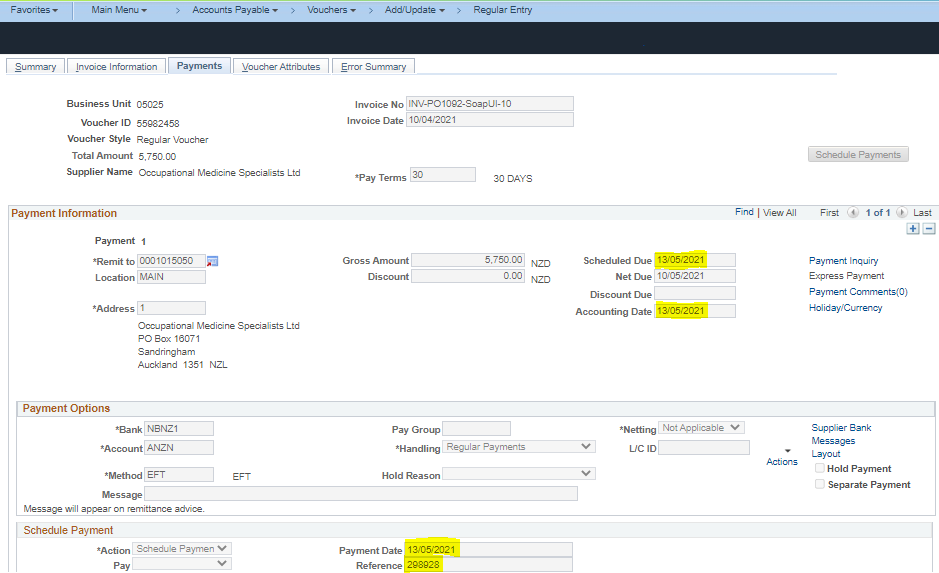 Favorites Main Menu > Accounts Payable > Vouchers > Add/Update > Regular Entry
Summary Invoice Information Payments Voucher Attributes Error Summary
Business Unit 05025 Invoice No INV-PO1092-SoapUI-10
Voucher ID 55982458 Invoice Date 10/04/2021
Voucher Style Regular Voucher
Total Amount 5,750.00 Schedule Payments
Supplier Name Occupational Medicine Specialists Ltd *Pay Terms 30 30 DAYS
Payment Information Find | View All First 1 of 1 Last
+ −
Payment 1
*Remit to 0001015050 Gross Amount 5,750.00 NZD Scheduled Due 13/05/2021 Payment Inquiry
Location MAIN Discount 0.00 NZD Net Due 10/05/2021 Express Payment
Discount Due Payment Comments(0)
*Address 1 Accounting Date 13/05/2021 Holiday/Currency
Occupational Medicine Specialists Ltd
PO Box 16071
Sandringham
Auckland 1351 NZL
Payment Options
*Bank NBNZ1 Pay Group *Netting Not Applicable Supplier Bank
*Account ANZN *Handling Regular Payments L/C ID Messages
Layout
Actions
Hold Payment
*Method EFT EFT Hold Reason
Separate Payment
Message
Message will appear on remittance advice.
Schedule Payment
*Action Schedule Paymen Payment Date 13/05/2021
Pay Reference 298928